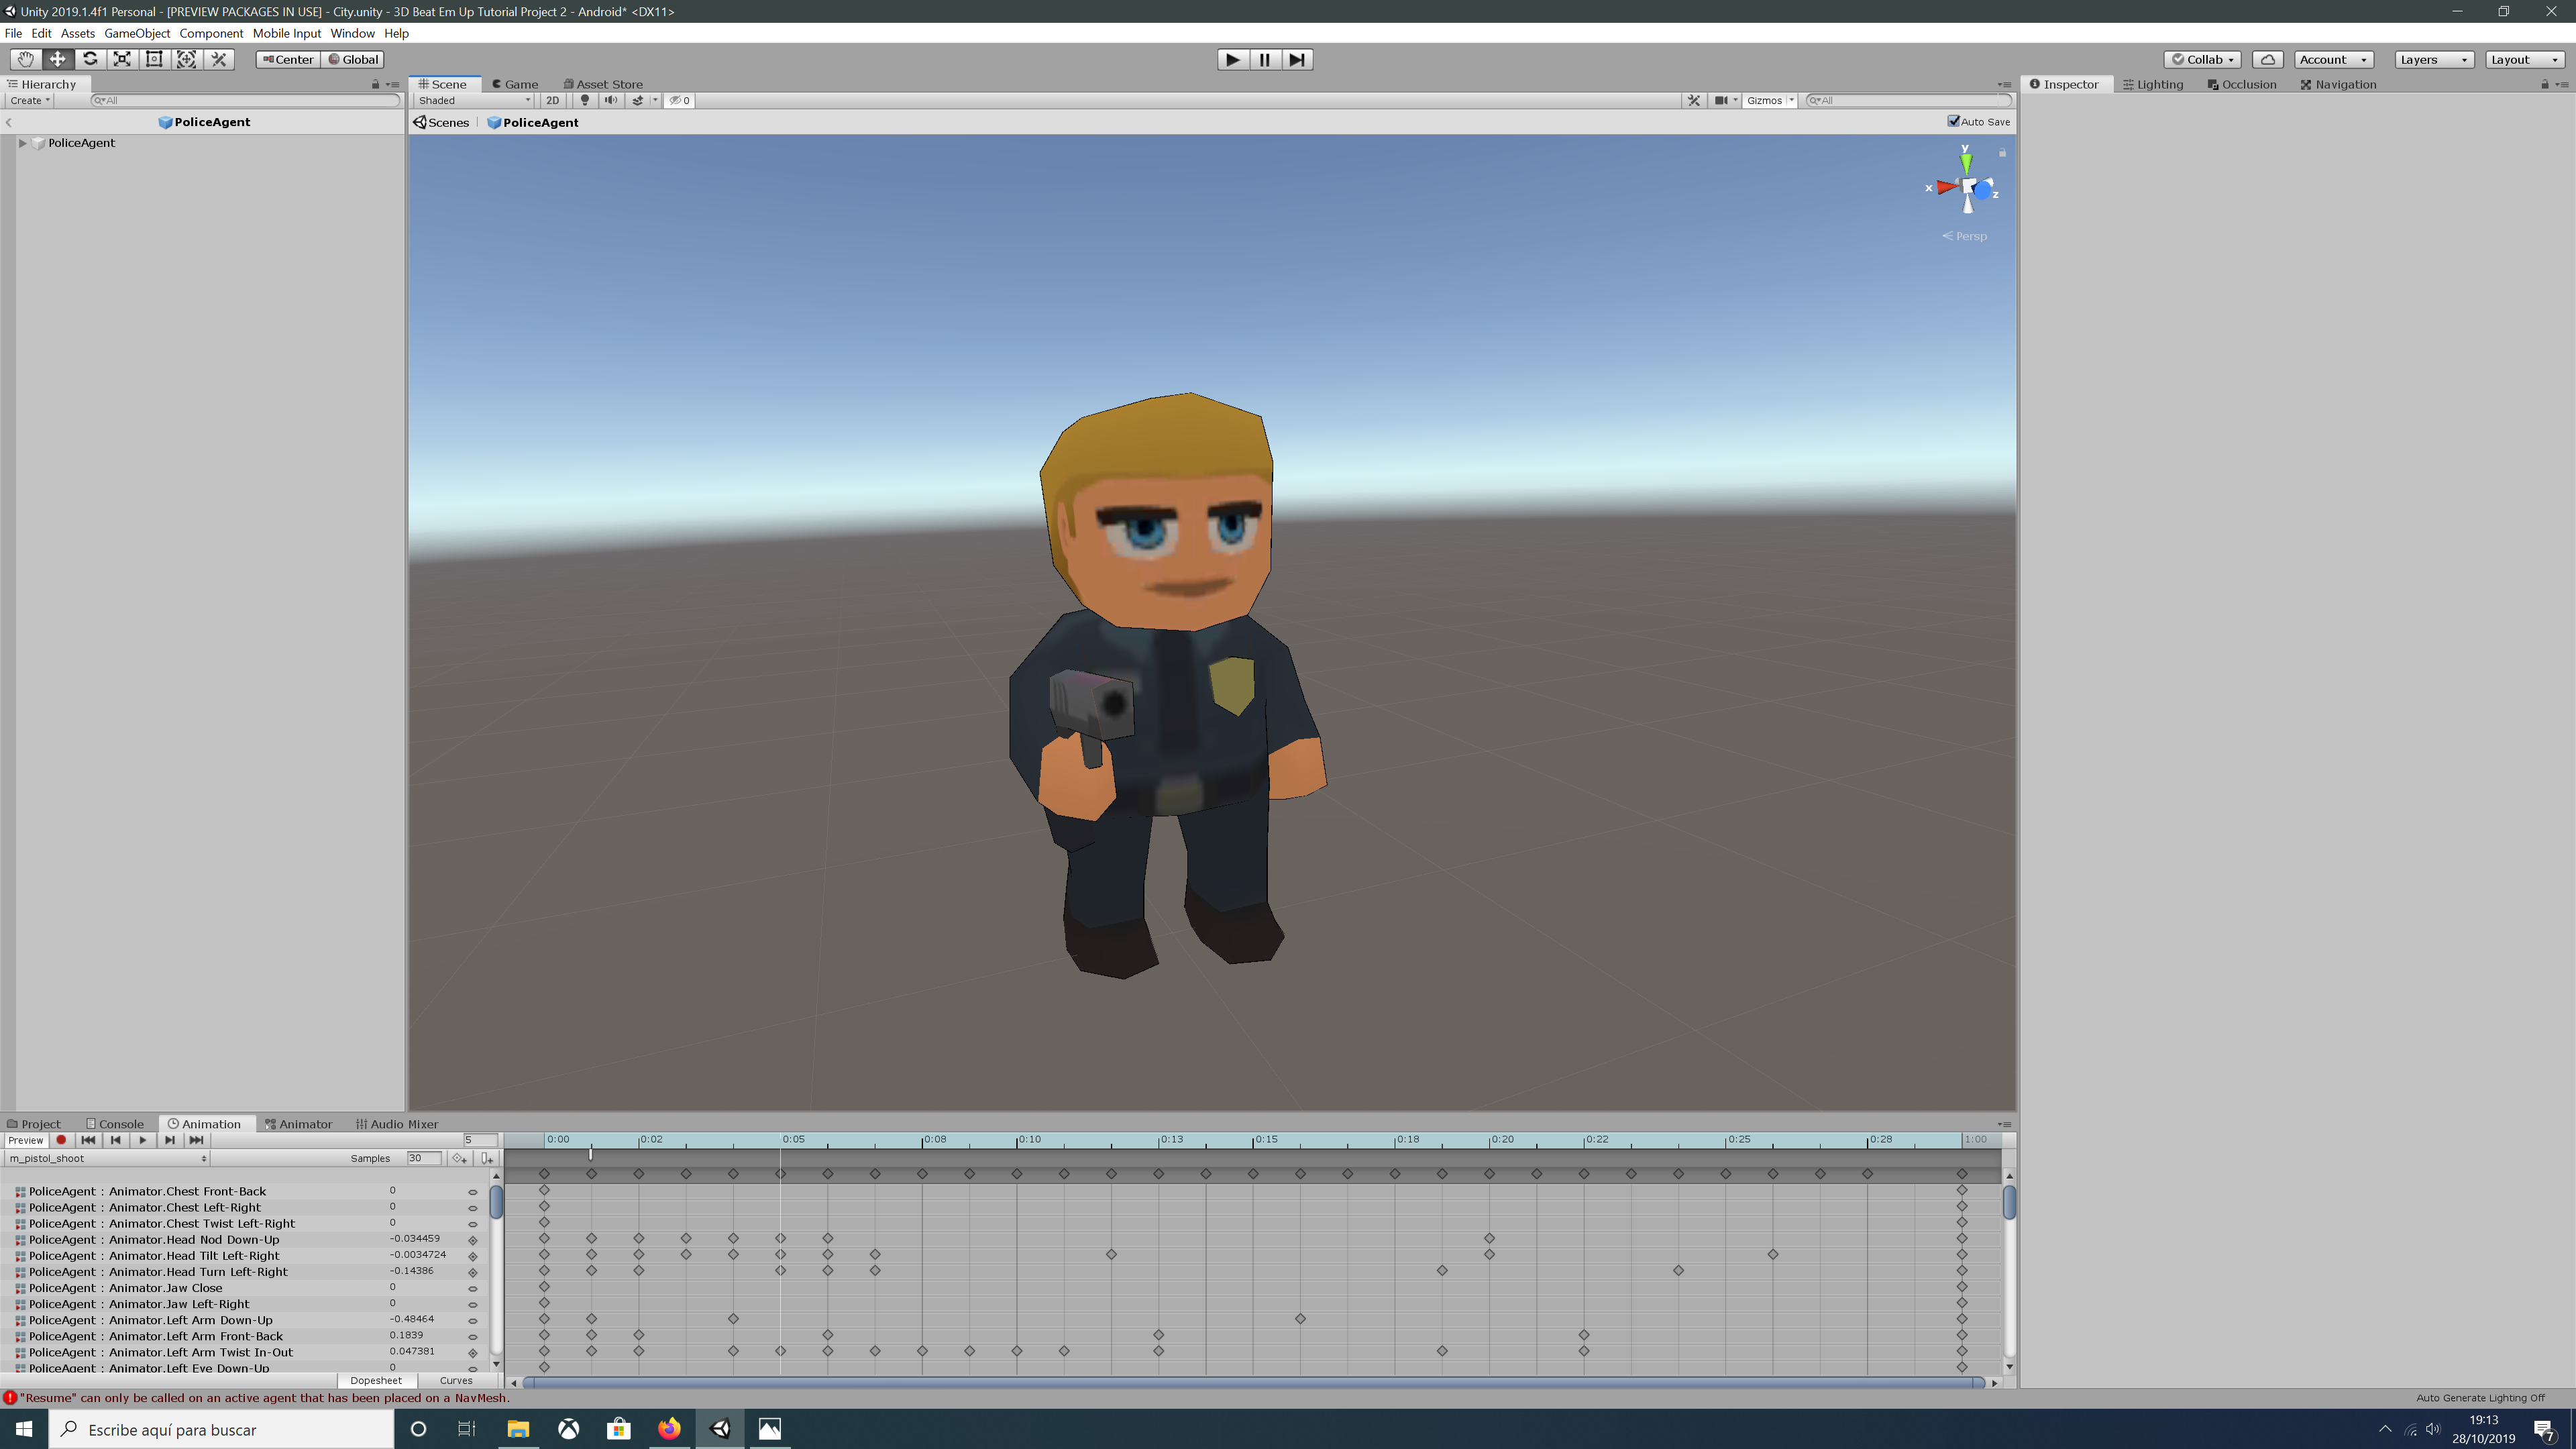 Unity 2019.1.4f1 Personal - [PREVIEW PACKAGES IN USE] - City.unity - 3D Beat Em Up Tutorial Project 2 - Android* <DX11>
File Edit Assets GameObject Component Mobile Input Window Help
Center Global Collab Account Layers Layout
Hierarchy Scene Game Asset Store Inspector Lighting Occlusion Navigation
Create All Shaded 2D 0 Gizmos All
PoliceAgent Scenes PoliceAgent Auto Save
PoliceAgent
y
x
z
Persp
Project Console Animation Animator Audio Mixer
Preview 5 0:00 0:02 0:05 0:08 0:10 0:13 0:15 0:18 0:20 0:22 0:25 0:28 1:00
m_pistol_shoot Samples 30
PoliceAgent : Animator.Chest Front-Back 0
PoliceAgent : Animator.Chest Left-Right 0
PoliceAgent : Animator.Chest Twist Left-Right 0
PoliceAgent : Animator.Head Nod Down-Up -0.034459
PoliceAgent : Animator.Head Tilt Left-Right -0.0034724
PoliceAgent : Animator.Head Turn Left-Right -0.14386
PoliceAgent : Animator.Jaw Close 0
PoliceAgent : Animator.Jaw Left-Right 0
PoliceAgent : Animator.Left Arm Down-Up -0.48464
PoliceAgent : Animator.Left Arm Front-Back 0.1839
PoliceAgent : Animator.Left Arm Twist In-Out 0.047381
PoliceAgent : Animator.Left Eye Down-Up 0
Dopesheet Curves
"Resume" can only be called on an active agent that has been placed on a NavMesh. Auto Generate Lighting Off
Escribe aquí para buscar
19:13
28/10/2019
7